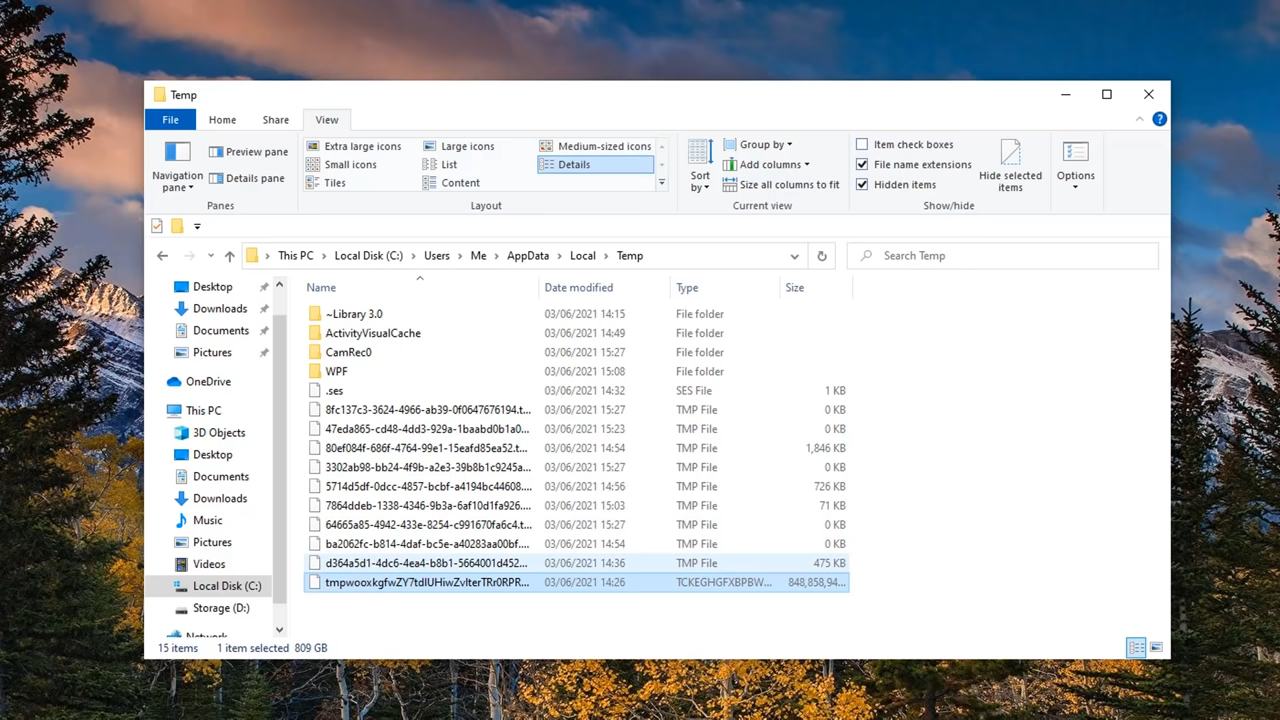 Temp
File Home Share View
Extra large icons Large icons Medium-sized icons
Small icons List Details
Tiles Content
Preview pane
Details pane
Navigation pane
Panes
Layout
Sort by
Group by
Add columns
Size all columns to fit
Current view
Item check boxes
File name extensions
Hidden items
Hide selected items
Show/hide
Options
This PC Local Disk (C:) Users Me AppData Local Temp
Search Temp
Desktop
Downloads
Documents
Pictures
OneDrive
This PC
3D Objects
Desktop
Documents
Downloads
Music
Pictures
Videos
Local Disk (C:)
Storage (D:)
Network
Name Date modified Type Size
~Library 3.0 03/06/2021 14:15 File folder
ActivityVisualCache 03/06/2021 14:49 File folder
CamRec0 03/06/2021 15:27 File folder
WPF 03/06/2021 15:08 File folder
.ses 03/06/2021 14:32 SES File 1 KB
8fc137c3-3624-4966-ab39-0f0647676194.t... 03/06/2021 15:27 TMP File 0 KB
47eda865-cd48-4dd3-929a-1baabd0b1a0... 03/06/2021 15:23 TMP File 0 KB
80ef084f-686f-4764-99e1-15eafd85ea52.t... 03/06/2021 14:54 TMP File 1,846 KB
3302ab98-bb24-4f9b-a2e3-39b8b1c9245a... 03/06/2021 15:27 TMP File 0 KB
5714d5df-0dcc-4857-bcbf-a4194bc44608.... 03/06/2021 14:56 TMP File 726 KB
7864ddeb-1338-4346-9b3a-6af10d1fa926.... 03/06/2021 15:03 TMP File 71 KB
64665a85-4942-433e-8254-c991670fa6c4.t... 03/06/2021 15:27 TMP File 0 KB
ba2062fc-b814-4daf-bc5e-a40283aa00bf.... 03/06/2021 14:54 TMP File 0 KB
d364a5d1-4dc6-4ea4-b8b1-5664001d452... 03/06/2021 14:36 TMP File 475 KB
03/06/2021 14:26 TCKEGHGFXBPBW... 848,858,94...
15 items 1 item selected 809 GB